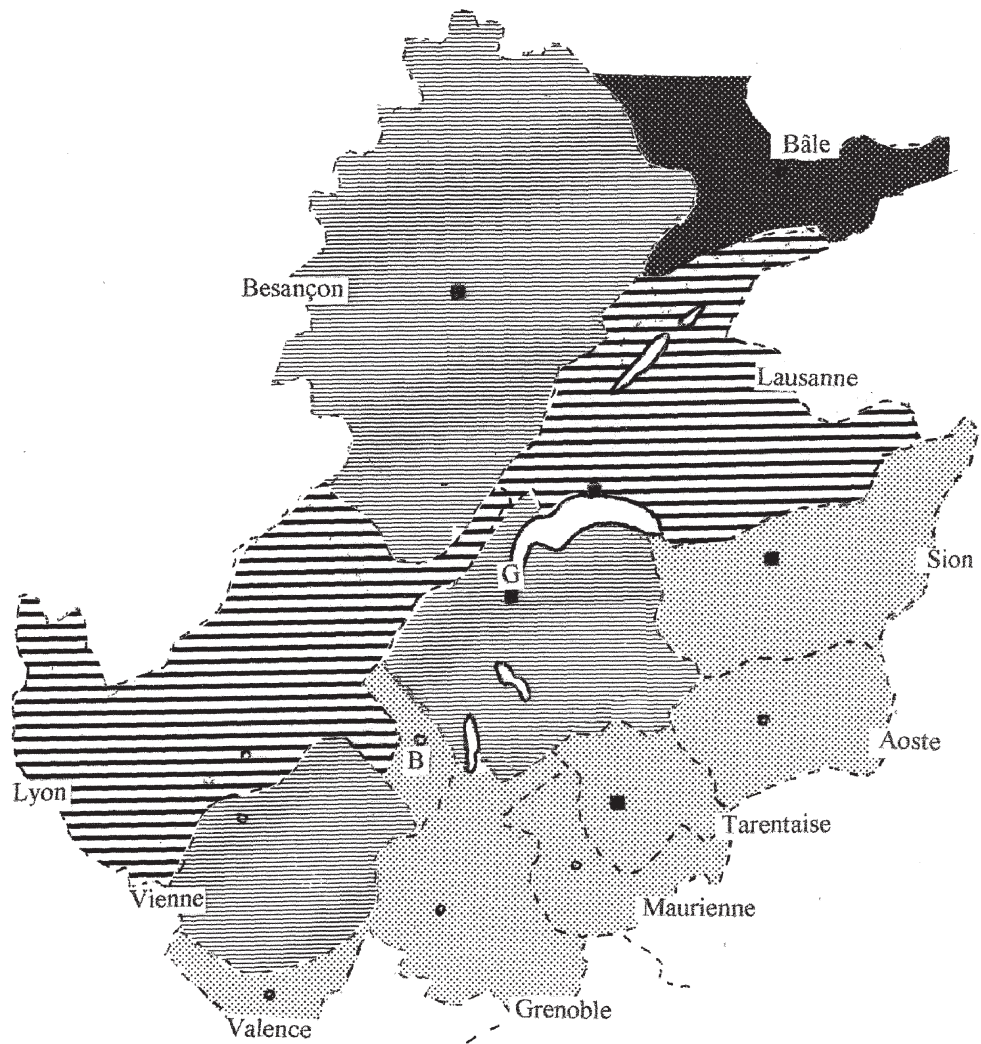 Bâle
Besançon
Lausanne
Sion
G
Aoste
B
Lyon
Tarentaise
Vienne
Maurienne
Grenoble
Valence